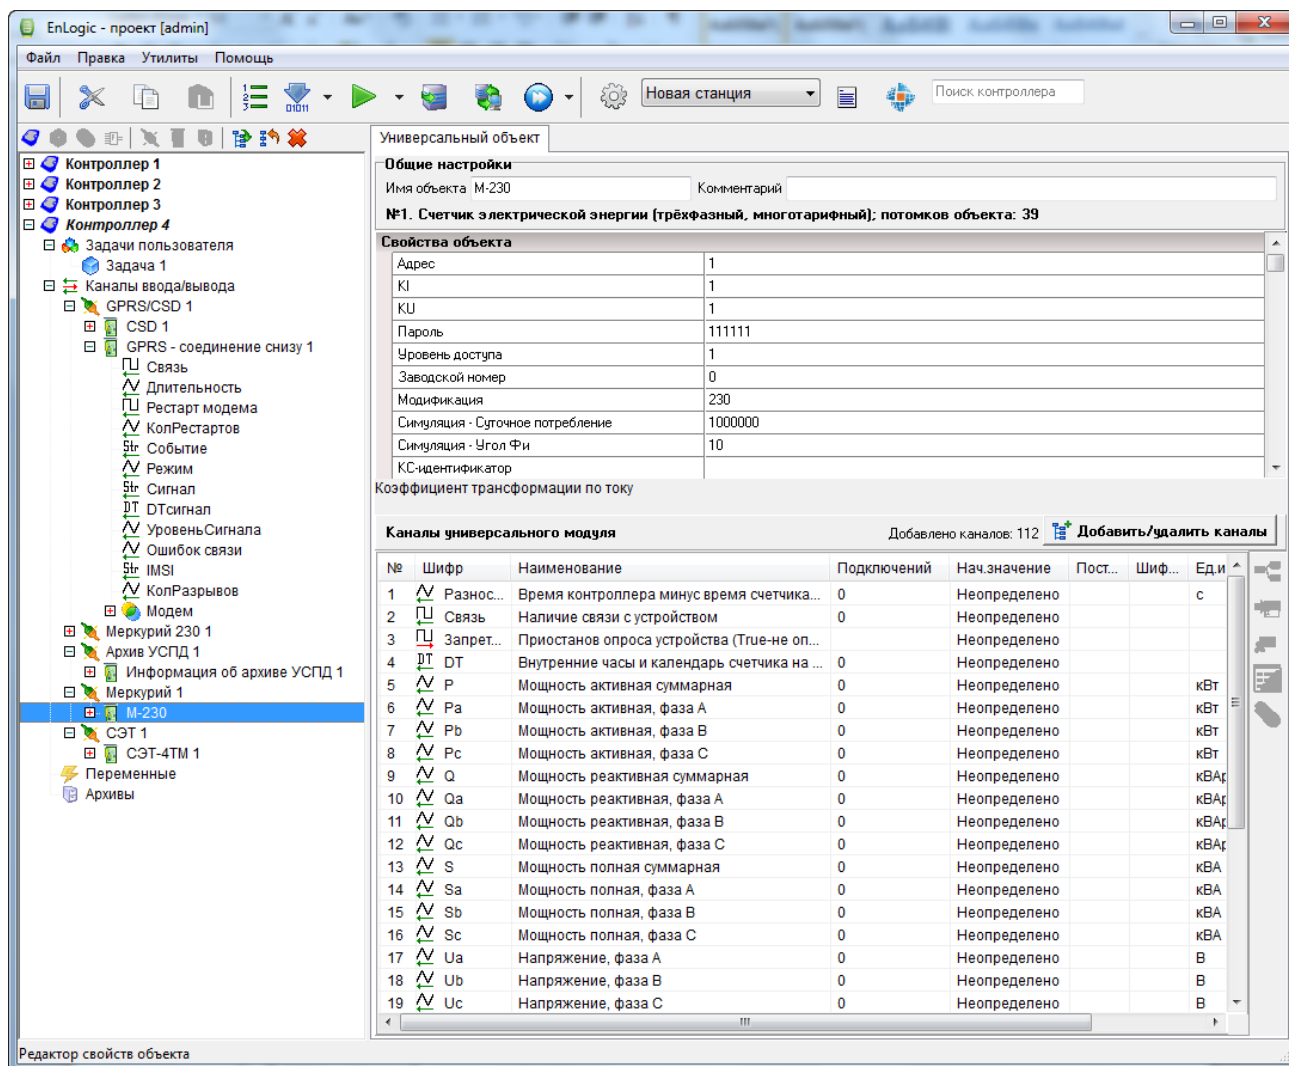 EnLogic - проект [admin]
Файл Правка Утилиты Помощь
Новая станция
Поиск контроллера
Контроллер 1
Контроллер 2
Контроллер 3
Контроллер 4
Задачи пользователя
Задача 1
Каналы ввода/вывода
GPRS/CSD 1
CSD 1
GPRS - соединение снизу 1
Связь
Длительность
Рестарт модема
КолРестартов
Str Событие
Режим
Str Сигнал
DT DTсигнал
УровеньСигнала
Ошибок связи
Str IMSI
КолРазрывов
Модем
Меркурий 230 1
Архив УСПД 1
Информация об архиве УСПД 1
Меркурий 1
М-230
СЭТ 1
СЭТ-4ТМ 1
Переменные
Архивы
Универсальный объект
Общие настройки
Имя объекта М-230 Комментарий
№1. Счетчик электрической энергии (трёхфазный, многотарифный); потомков объекта: 39
Свойства объекта
Адрес 1
KI 1
KU 1
Пароль 111111
Уровень доступа 1
Заводской номер 0
Модификация 230
Симуляция - Суточное потребление 1000000
Симуляция - Угол Фи 10
КС-идентификатор
Коэффициент трансформации по току
Каналы универсального модуля Добавлено каналов: 112 Добавить/удалить каналы
№ Шифр Наименование Подключений Нач.значение Пост... Шиф... Ед.и
1 Разнос... Время контроллера минус время счетчика... 0 Неопределено с
2 Связь Наличие связи с устройством 0 Неопределено
3 Запрет... Приостанов опроса устройства (True-не оп... Неопределено
4 DT DT Внутренние часы и календарь счетчика на ... 0 Неопределено
5 P Мощность активная суммарная 0 Неопределено кВт
6 Pa Мощность активная, фаза А 0 Неопределено кВт
7 Pb Мощность активная, фаза В 0 Неопределено кВт
8 Pc Мощность активная, фаза С 0 Неопределено кВт
9 Q Мощность реактивная суммарная 0 Неопределено кВАр
10 Qa Мощность реактивная, фаза А 0 Неопределено кВАр
11 Qb Мощность реактивная, фаза В 0 Неопределено кВАр
12 Qc Мощность реактивная, фаза С 0 Неопределено кВАр
13 S Мощность полная суммарная 0 Неопределено кВА
14 Sa Мощность полная, фаза А 0 Неопределено кВА
15 Sb Мощность полная, фаза В 0 Неопределено кВА
16 Sc Мощность полная, фаза С 0 Неопределено кВА
17 Ua Напряжение, фаза А 0 Неопределено В
18 Ub Напряжение, фаза В 0 Неопределено В
19 Uc Напряжение, фаза С 0 Неопределено В
Редактор свойств объекта